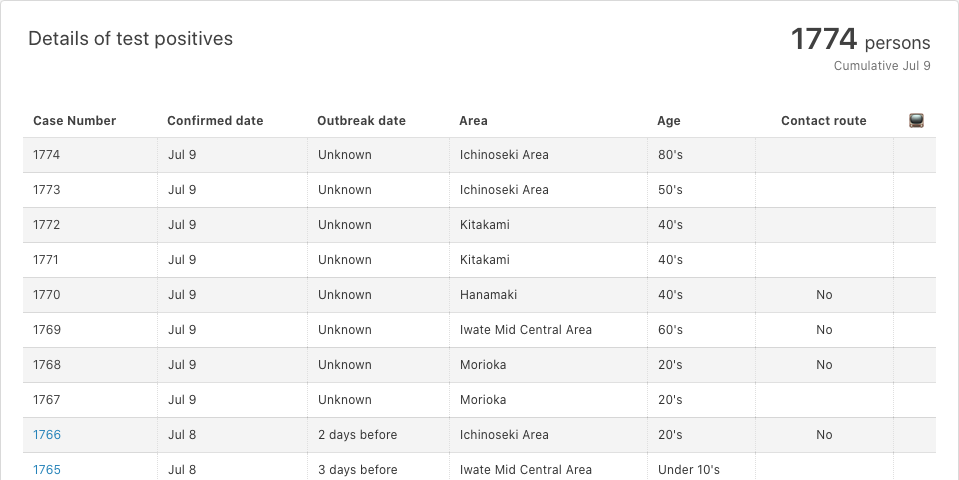 Details of test positives
1774 persons
Cumulative Jul 9
Case Number Confirmed date Outbreak date Area Age Contact route
1774 Jul 9 Unknown Ichinoseki Area 80's
1773 Jul 9 Unknown Ichinoseki Area 50's
1772 Jul 9 Unknown Kitakami 40's
1771 Jul 9 Unknown Kitakami 40's
1770 Jul 9 Unknown Hanamaki 40's No
1769 Jul 9 Unknown Iwate Mid Central Area 60's No
1768 Jul 9 Unknown Morioka 20's No
1767 Jul 9 Unknown Morioka 20's
1766 Jul 8 2 days before Ichinoseki Area 20's No
1765 Jul 8 3 days before Iwate Mid Central Area Under 10's